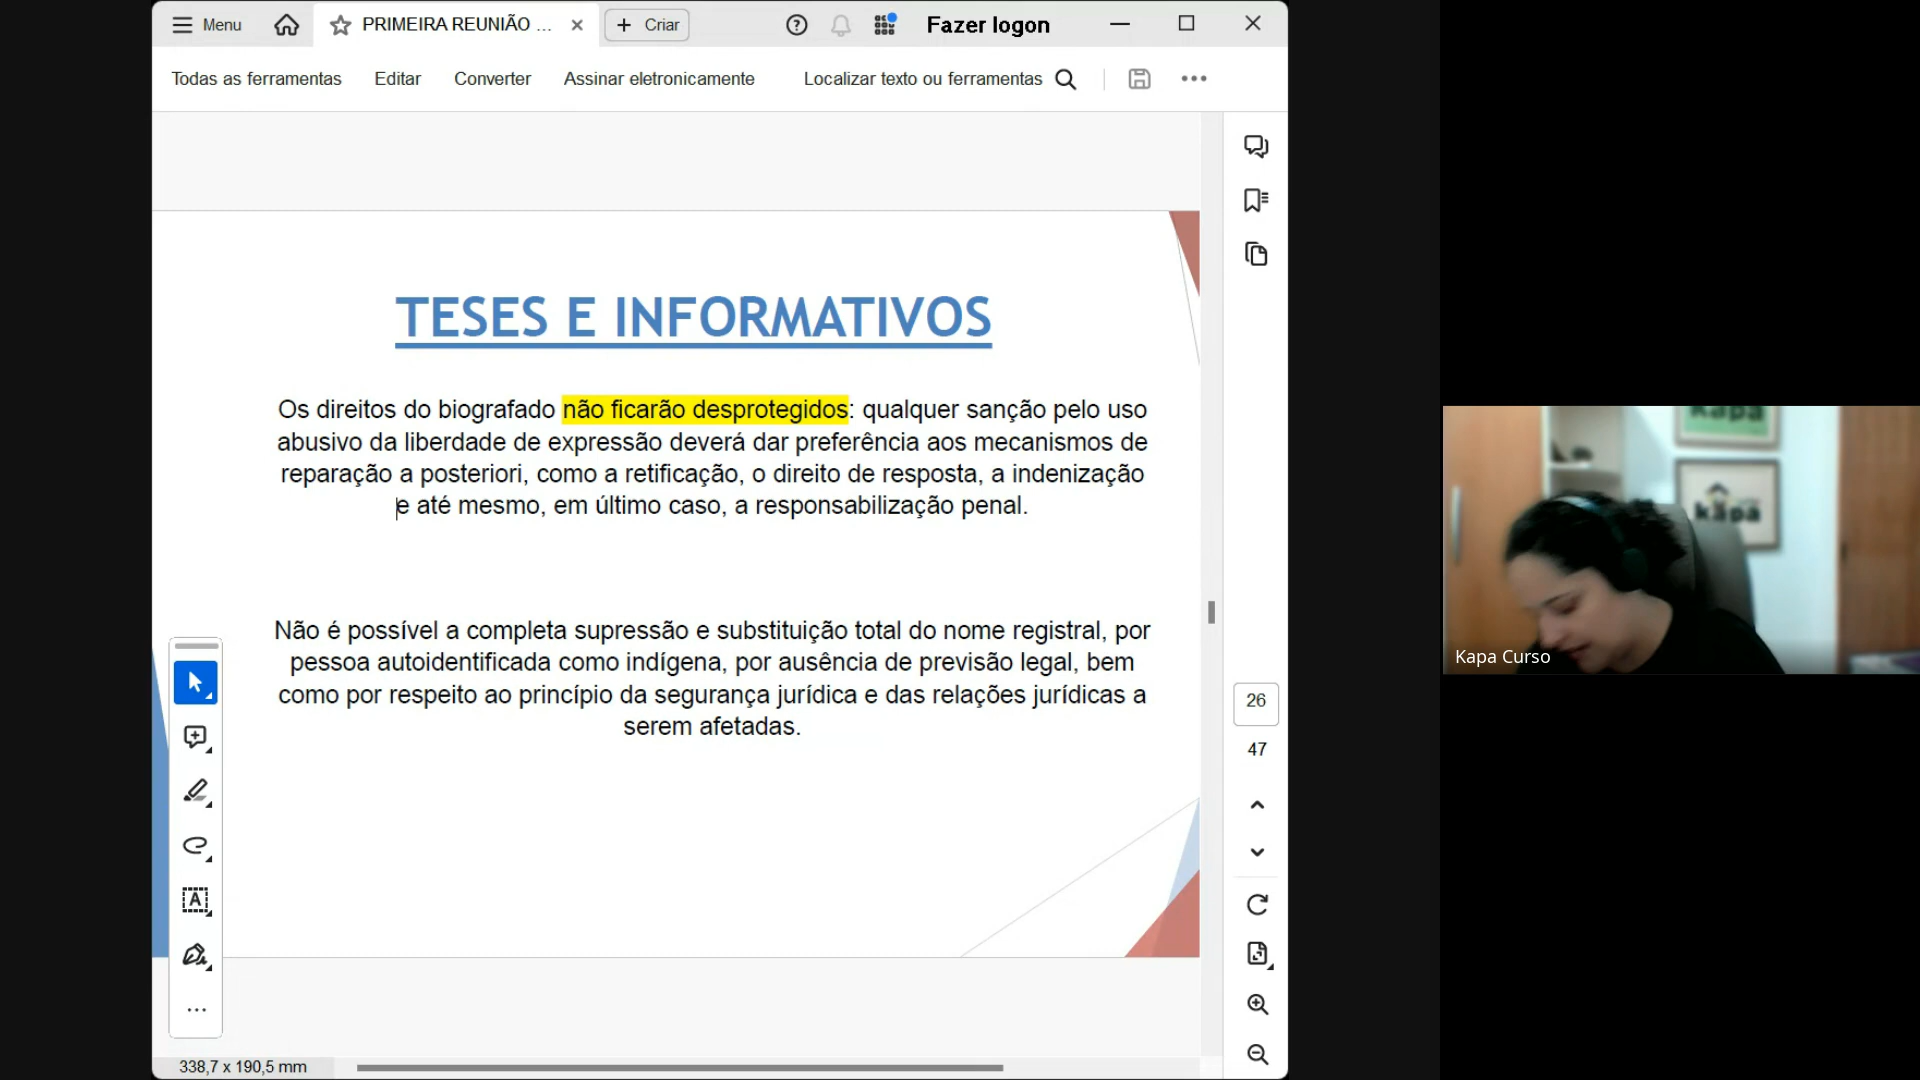 Menu
PRIMEIRA REUNIÃO ...
Criar
Fazer logon
Todas as ferramentas
Editar
Converter
Assinar eletronicamente
Localizar texto ou ferramentas
TESES E INFORMATIVOS
Os direitos do biografado não ficarão desprotegidos: qualquer sanção pelo uso
abusivo da liberdade de expressão deverá dar preferência aos mecanismos de
reparação a posteriori, como a retificação, o direito de resposta, a indenização
e até mesmo, em último caso, a responsabilização penal.
Não é possível a completa supressão e substituição total do nome registral, por
pessoa autoidentificada como indígena, por ausência de previsão legal, bem
como por respeito ao princípio da segurança jurídica e das relações jurídicas a
serem afetadas.
26
47
338,7 x 190,5 mm
kapa
kapa
Kapa Curso